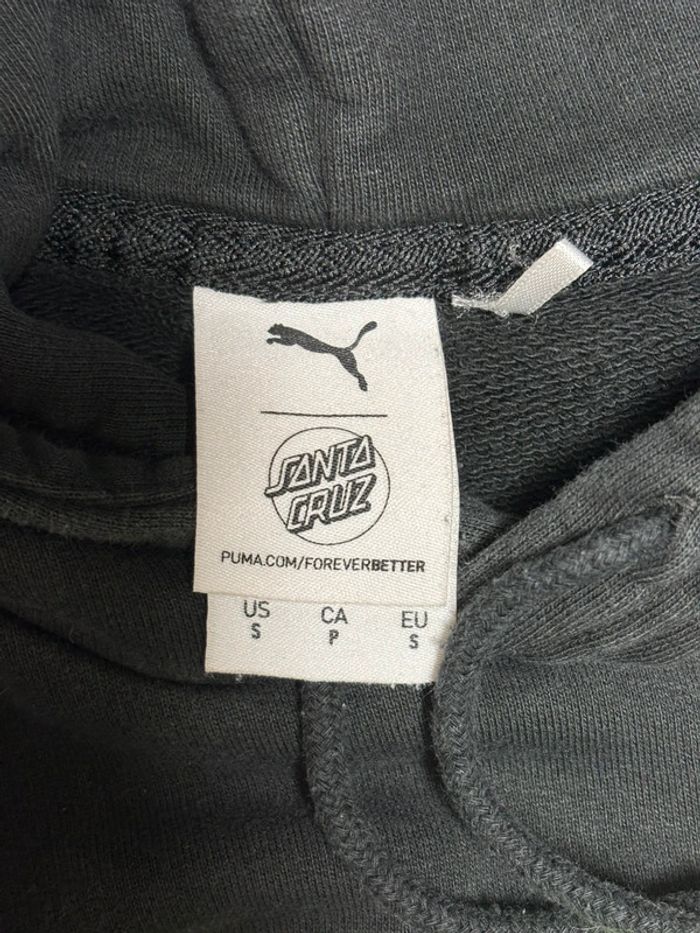 SANTA
CRUZ
PUMA.COM/FOREVERBETTER
US CA EU
S P S